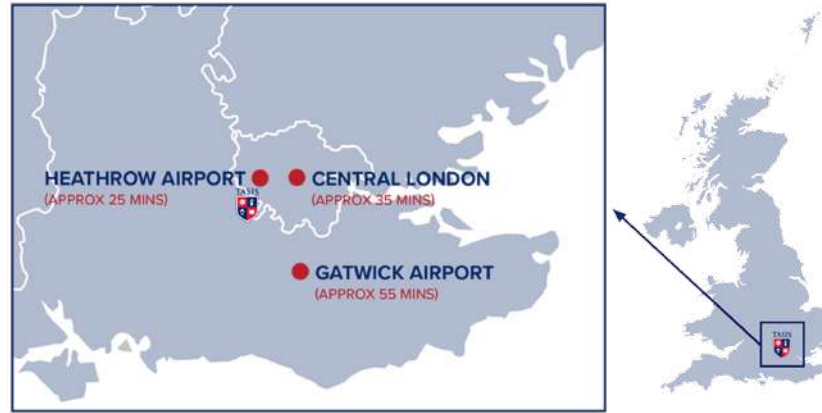 HEATHROW AIRPORT
(APPROX 25 MINS)
TASIS
CENTRAL LONDON
(APPROX 35 MINS)
GATWICK AIRPORT
(APPROX 55 MINS)
TASIS